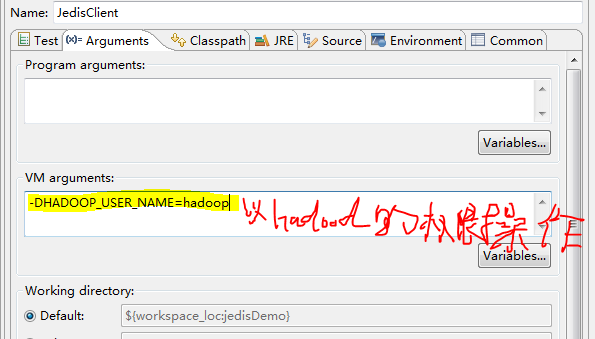 Name: JedisClient
Test (x)= Arguments Classpath JRE Source Environment Common
Program arguments:
Variables...
VM arguments:
-DHADOOP_USER_NAME=hadoop 以hadood的权限操作
Variables...
Working directory:
Default: ${workspace_loc:jedisDemo}